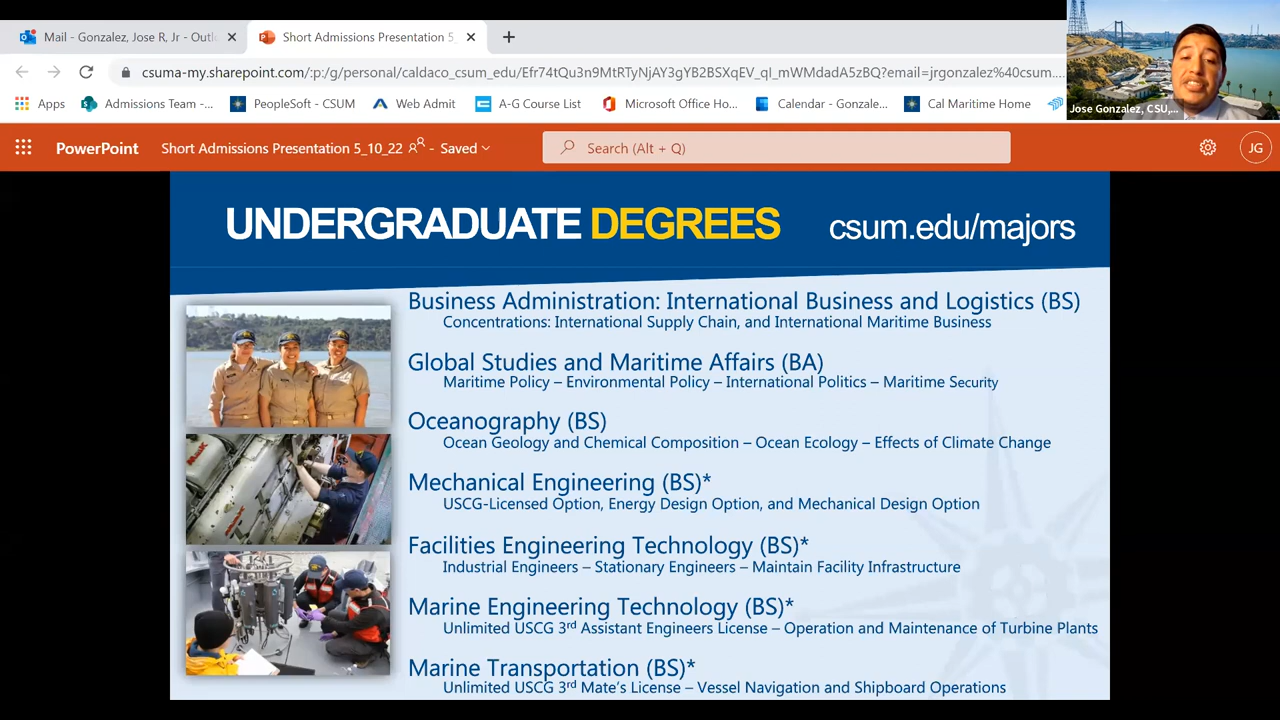 Mail - Gonzalez, Jose R, Jr - Outl
Short Admissions Presentation 5_
csuma-my.sharepoint.com/:p:/g/personal/caldaco_csum_edu/Efr74tQu3n9MtRTyNjAY3gYB2BSXqEV_qI_mWMdadA5zBQ?email=jrgonzalez%40csum....
Jose Gonzalez, CSU,...
Apps
Admissions Team -...
PeopleSoft - CSUM
Web Admit
A-G Course List
Microsoft Office Ho...
Calendar - Gonzale...
Cal Maritime Home
PowerPoint
Short Admissions Presentation 5_10_22 - Saved
Search (Alt + Q)
JG
UNDERGRADUATE DEGREES
csum.edu/majors
Business Administration: International Business and Logistics (BS)
Concentrations: International Supply Chain, and International Maritime Business
Global Studies and Maritime Affairs (BA)
Maritime Policy – Environmental Policy – International Politics – Maritime Security
Oceanography (BS)
Ocean Geology and Chemical Composition – Ocean Ecology – Effects of Climate Change
Mechanical Engineering (BS)*
USCG-Licensed Option, Energy Design Option, and Mechanical Design Option
Facilities Engineering Technology (BS)*
Industrial Engineers – Stationary Engineers – Maintain Facility Infrastructure
Marine Engineering Technology (BS)*
Unlimited USCG 3rd Assistant Engineers License – Operation and Maintenance of Turbine Plants
Marine Transportation (BS)*
Unlimited USCG 3rd Mate's License – Vessel Navigation and Shipboard Operations